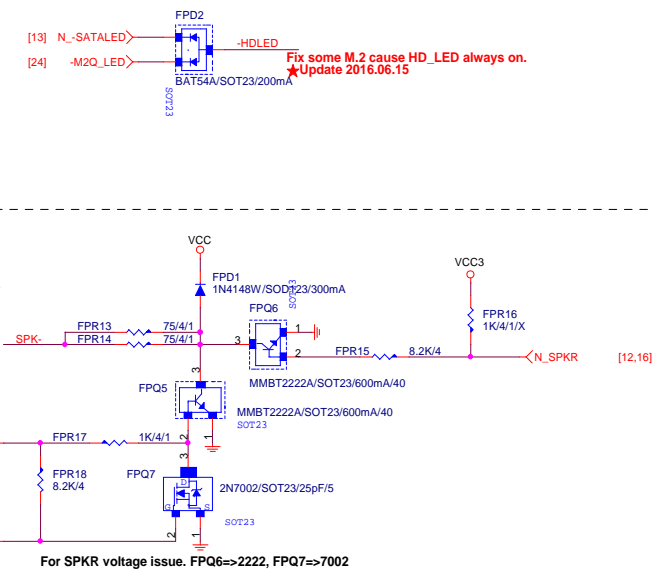 FPD2
[13] N_-SATALED
-HDLED
[24] -M2Q_LED
Fix some M.2 cause HD_LED always on.
★Update 2016.06.15
BAT54A/SOT23/200mA
SOT23
VCC
VCC3
FPD1
1N4148W/SOD123/300mA
SOT23
FPQ6
FPR16
1K/4/1/X
FPR13 75/4/1
1
SPK- FPR14 75/4/1
3
2
FPR15 8.2K/4
N_SPKR [12,16]
3
MMBT2222A/SOT23/600mA/40
FPQ5
MMBT2222A/SOT23/600mA/40
SOT23
2
1
FPR17 1K/4/1
3
FPR18
8.2K/4
FPQ7
D
2N7002/SOT23/25pF/5
G
S
SOT23
2
1
For SPKR voltage issue. FPQ6=>2222, FPQ7=>7002